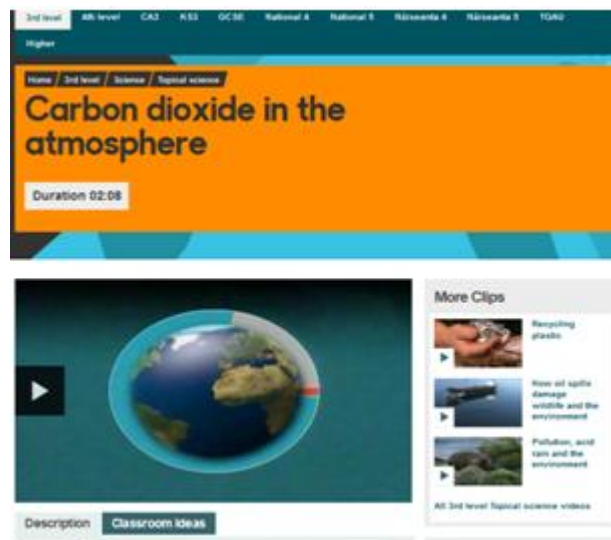 3rd level 4th level CA3 KS3 GCSE National 4 National 5 Nàiseanta 4 Nàiseanta 5 TGAU
Higher
Home / 3rd level / Science / Topical science
Carbon dioxide in the
atmosphere
Duration 02:08
More Clips
Recycling
plastic
How oil spills
damage
wildlife and the
environment
Pollution, acid
rain and the
environment
All 3rd level Topical science videos
Description Classroom Ideas